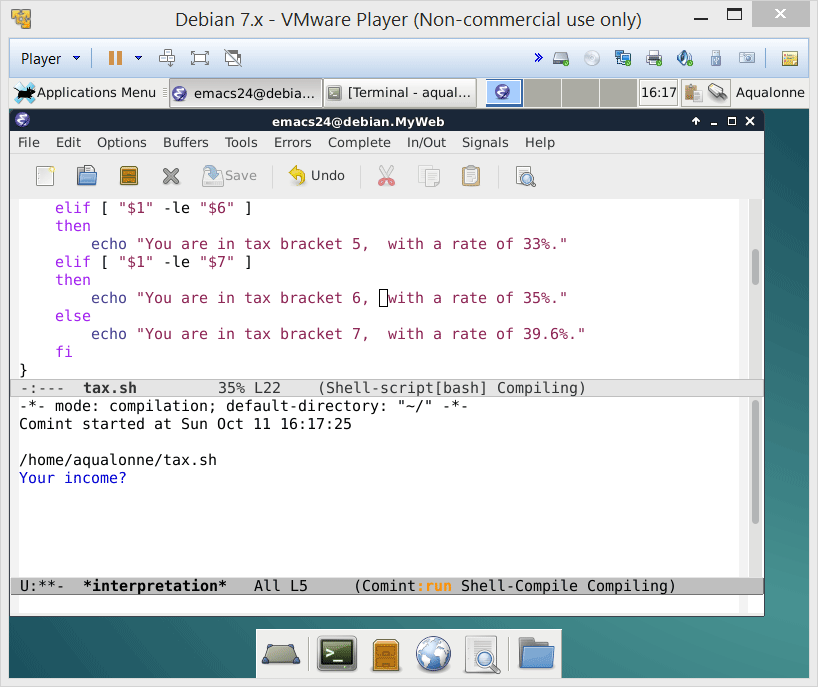 Debian 7.x - VMware Player (Non-commercial use only)
Player
Applications Menu emacs24@debia... [Terminal - aqual... 16:17 Aqualonne
emacs24@debian.MyWeb
File Edit Options Buffers Tools Errors Complete In/Out Signals Help
Save Undo
elif [ "$1" -le "$6" ]
then
echo "You are in tax bracket 5,  with a rate of 33%."
elif [ "$1" -le "$7" ]
then
echo "You are in tax bracket 6,  with a rate of 35%."
else
echo "You are in tax bracket 7,  with a rate of 39.6%."
fi
}
-:--- tax.sh 35% L22 (Shell-script[bash] Compiling)
-*- mode: compilation; default-directory: "~/" -*-
Comint started at Sun Oct 11 16:17:25
/home/aqualonne/tax.sh
Your income?
U:**- *interpretation* All L5 (Comint:run Shell-Compile Compiling)